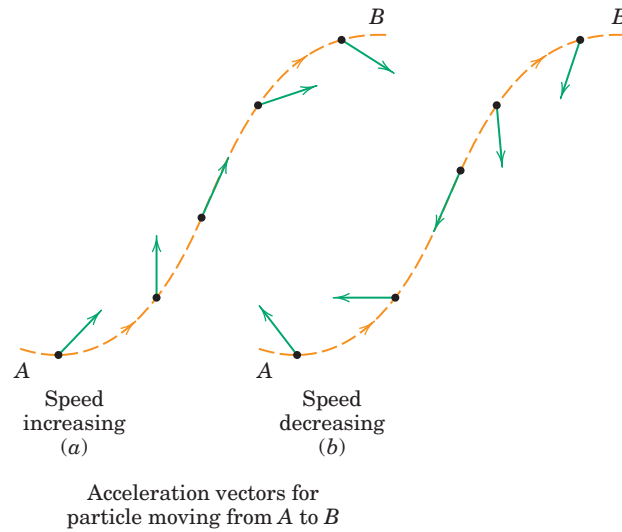 B
B
A
A
Speed
increasing
(a)
Speed
decreasing
(b)
Acceleration vectors for
particle moving from A to B